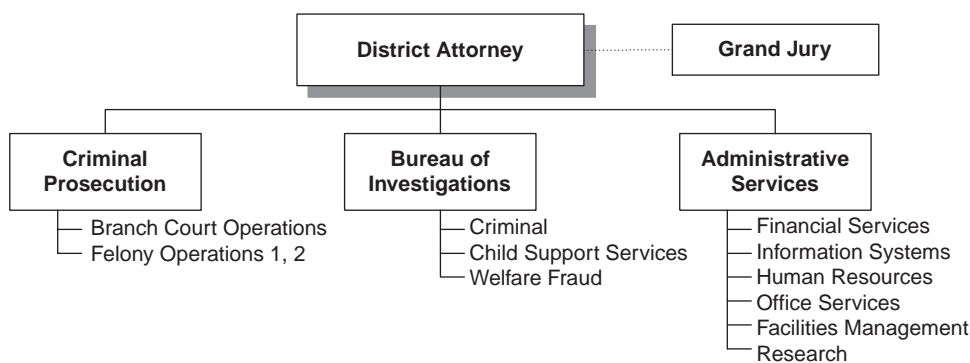 District Attorney
Grand Jury
Criminal
Prosecution
Branch Court Operations
Felony Operations 1, 2
Bureau of
Investigations
Criminal
Child Support Services
Welfare Fraud
Administrative
Services
Financial Services
Information Systems
Human Resources
Office Services
Facilities Management
Research